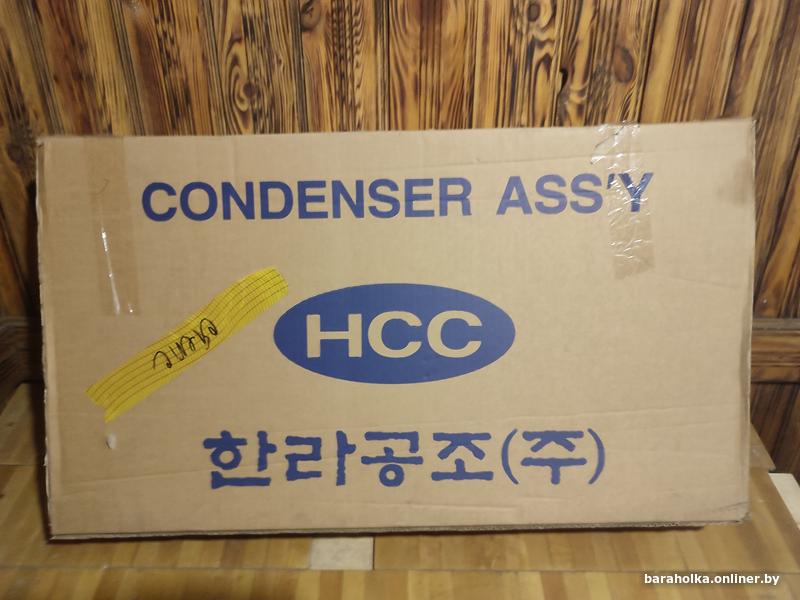 CONDENSER ASS'Y
HCC
한라공조(주)
baraholka.onliner.by